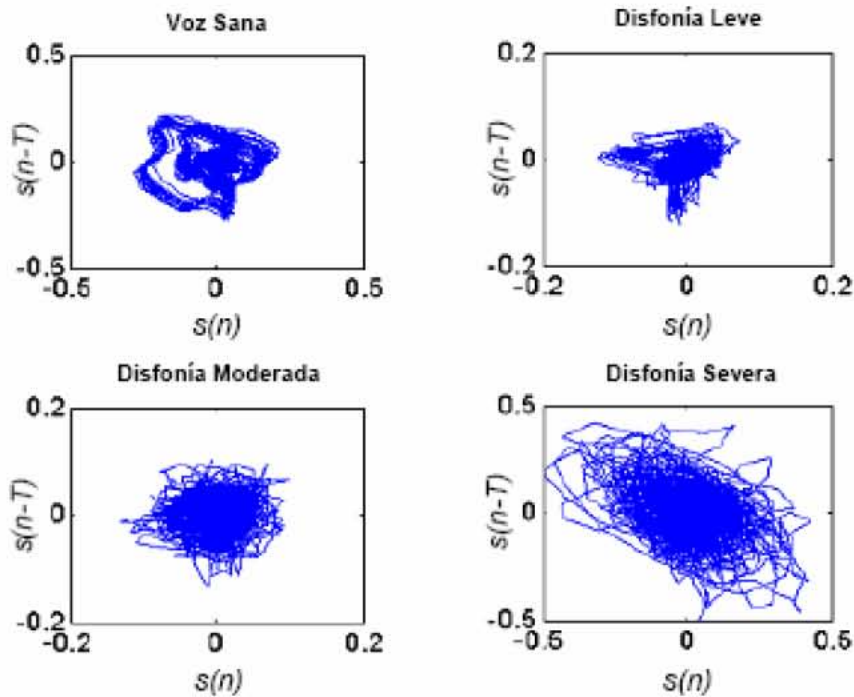 Voz Sana
0.5
0
-0.5
-0.5
0
0.5
s(n-T)
s(n)
Disfonía Leve
0.2
0
-0.2
-0.2
0
0.2
s(n-T)
s(n)
Disfonía Moderada
0.2
0
-0.2
-0.2
0
0.2
s(n-T)
s(n)
Disfonía Severa
0.5
0
-0.5
-0.5
0
0.5
s(n-T)
s(n)